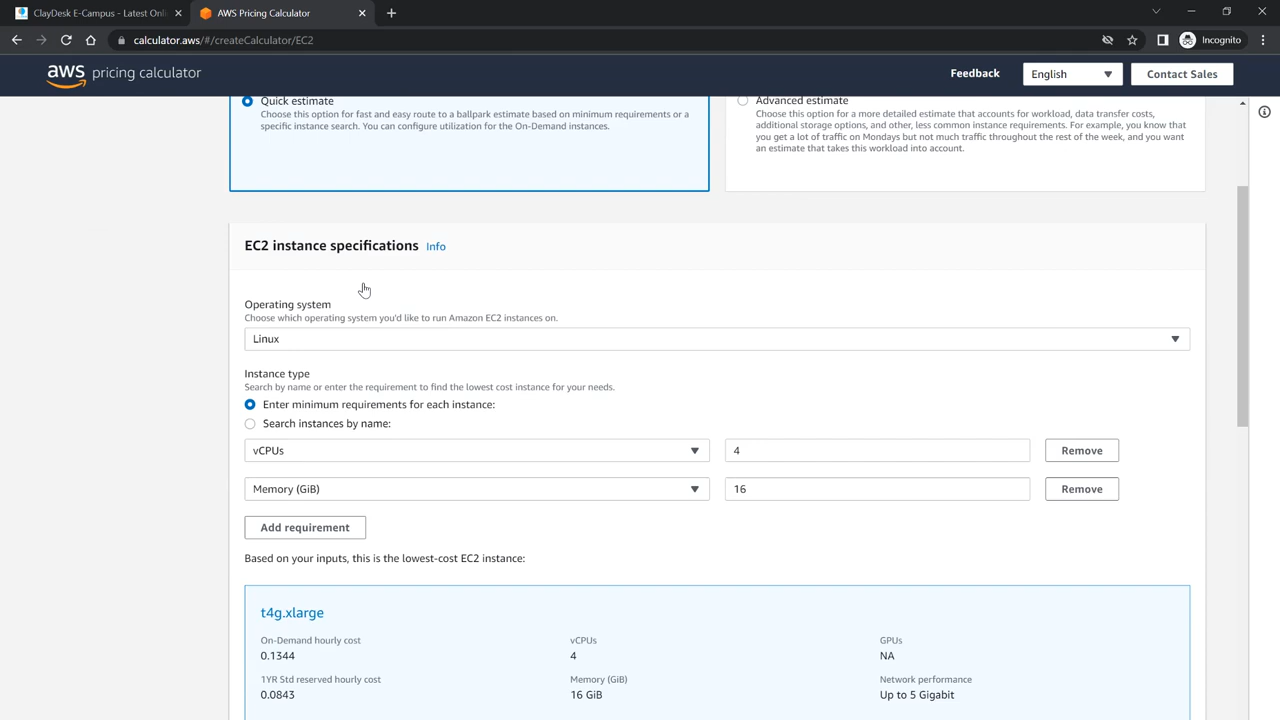 ClayDesk E-Campus - Latest Onli
AWS Pricing Calculator
calculator.aws/#/createCalculator/EC2
Incognito
aws pricing calculator
Feedback
English
Contact Sales
Quick estimate
Choose this option for fast and easy route to a ballpark estimate based on minimum requirements or a
specific instance search. You can configure utilization for the On-Demand instances.
Advanced estimate
Choose this option for a more detailed estimate that accounts for workload, data transfer costs,
additional storage options, and other, less common instance requirements. For example, you know that
you get a lot of traffic on Mondays but not much traffic throughout the rest of the week, and you want
an estimate that takes this workload into account.
EC2 instance specifications Info
Operating system
Choose which operating system you'd like to run Amazon EC2 instances on.
Linux
Instance type
Search by name or enter the requirement to find the lowest cost instance for your needs.
Enter minimum requirements for each instance:
Search instances by name:
vCPUs
4
Remove
Memory (GiB)
16
Remove
Add requirement
Based on your inputs, this is the lowest-cost EC2 instance:
t4g.xlarge
On-Demand hourly cost
0.1344
vCPUs
4
GPUs
NA
1YR Std reserved hourly cost
0.0843
Memory (GiB)
16 GiB
Network performance
Up to 5 Gigabit